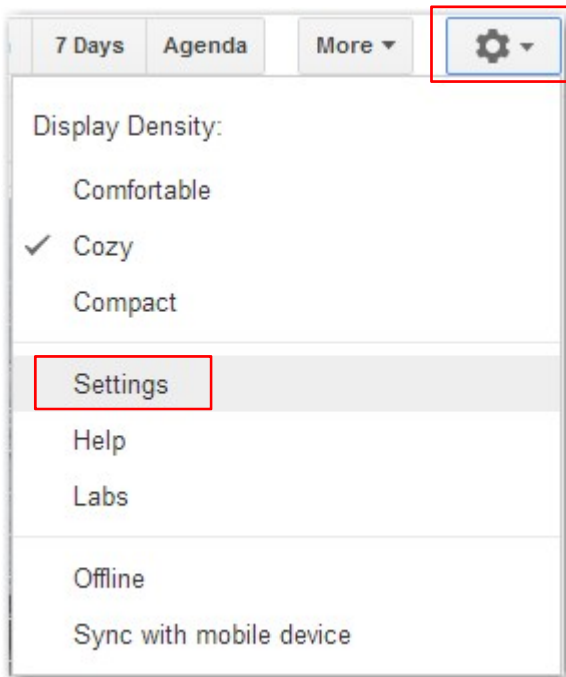 7 Days Agenda More
Display Density:
Comfortable
Cozy
Compact
Settings
Help
Labs
Offline
Sync with mobile device